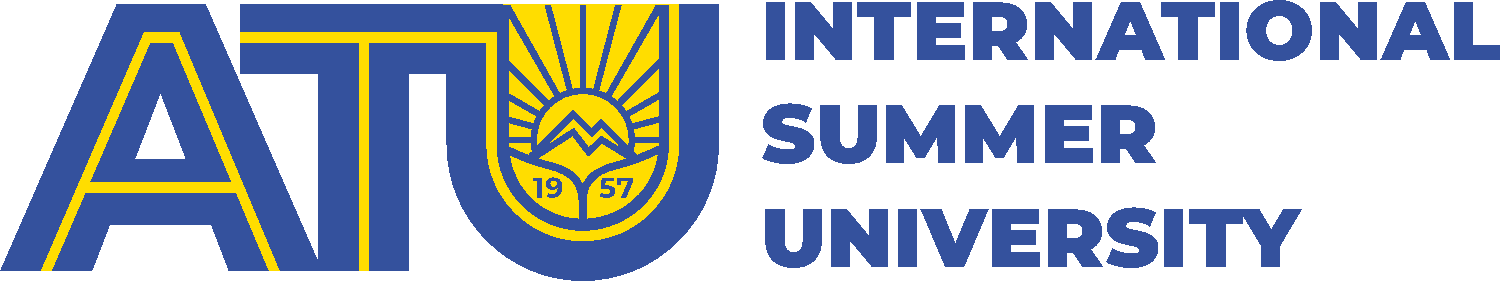 ATU
19 57
INTERNATIONAL
SUMMER
UNIVERSITY